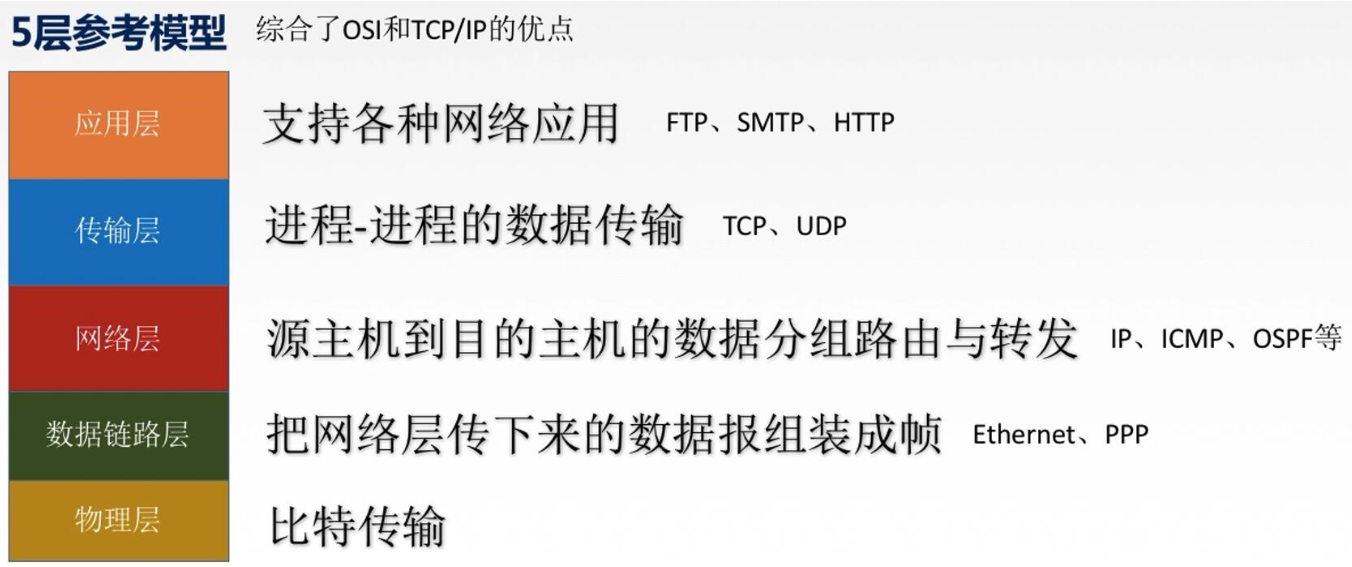 5层参考模型 综合了OSI和TCP/IP的优点
应用层 支持各种网络应用 FTP、SMTP、HTTP
传输层 进程-进程的数据传输 TCP、UDP
网络层 源主机到目的主机的数据分组路由与转发 IP、ICMP、OSPF等
数据链路层 把网络层传下来的数据报组装成帧 Ethernet、PPP
物理层 比特传输